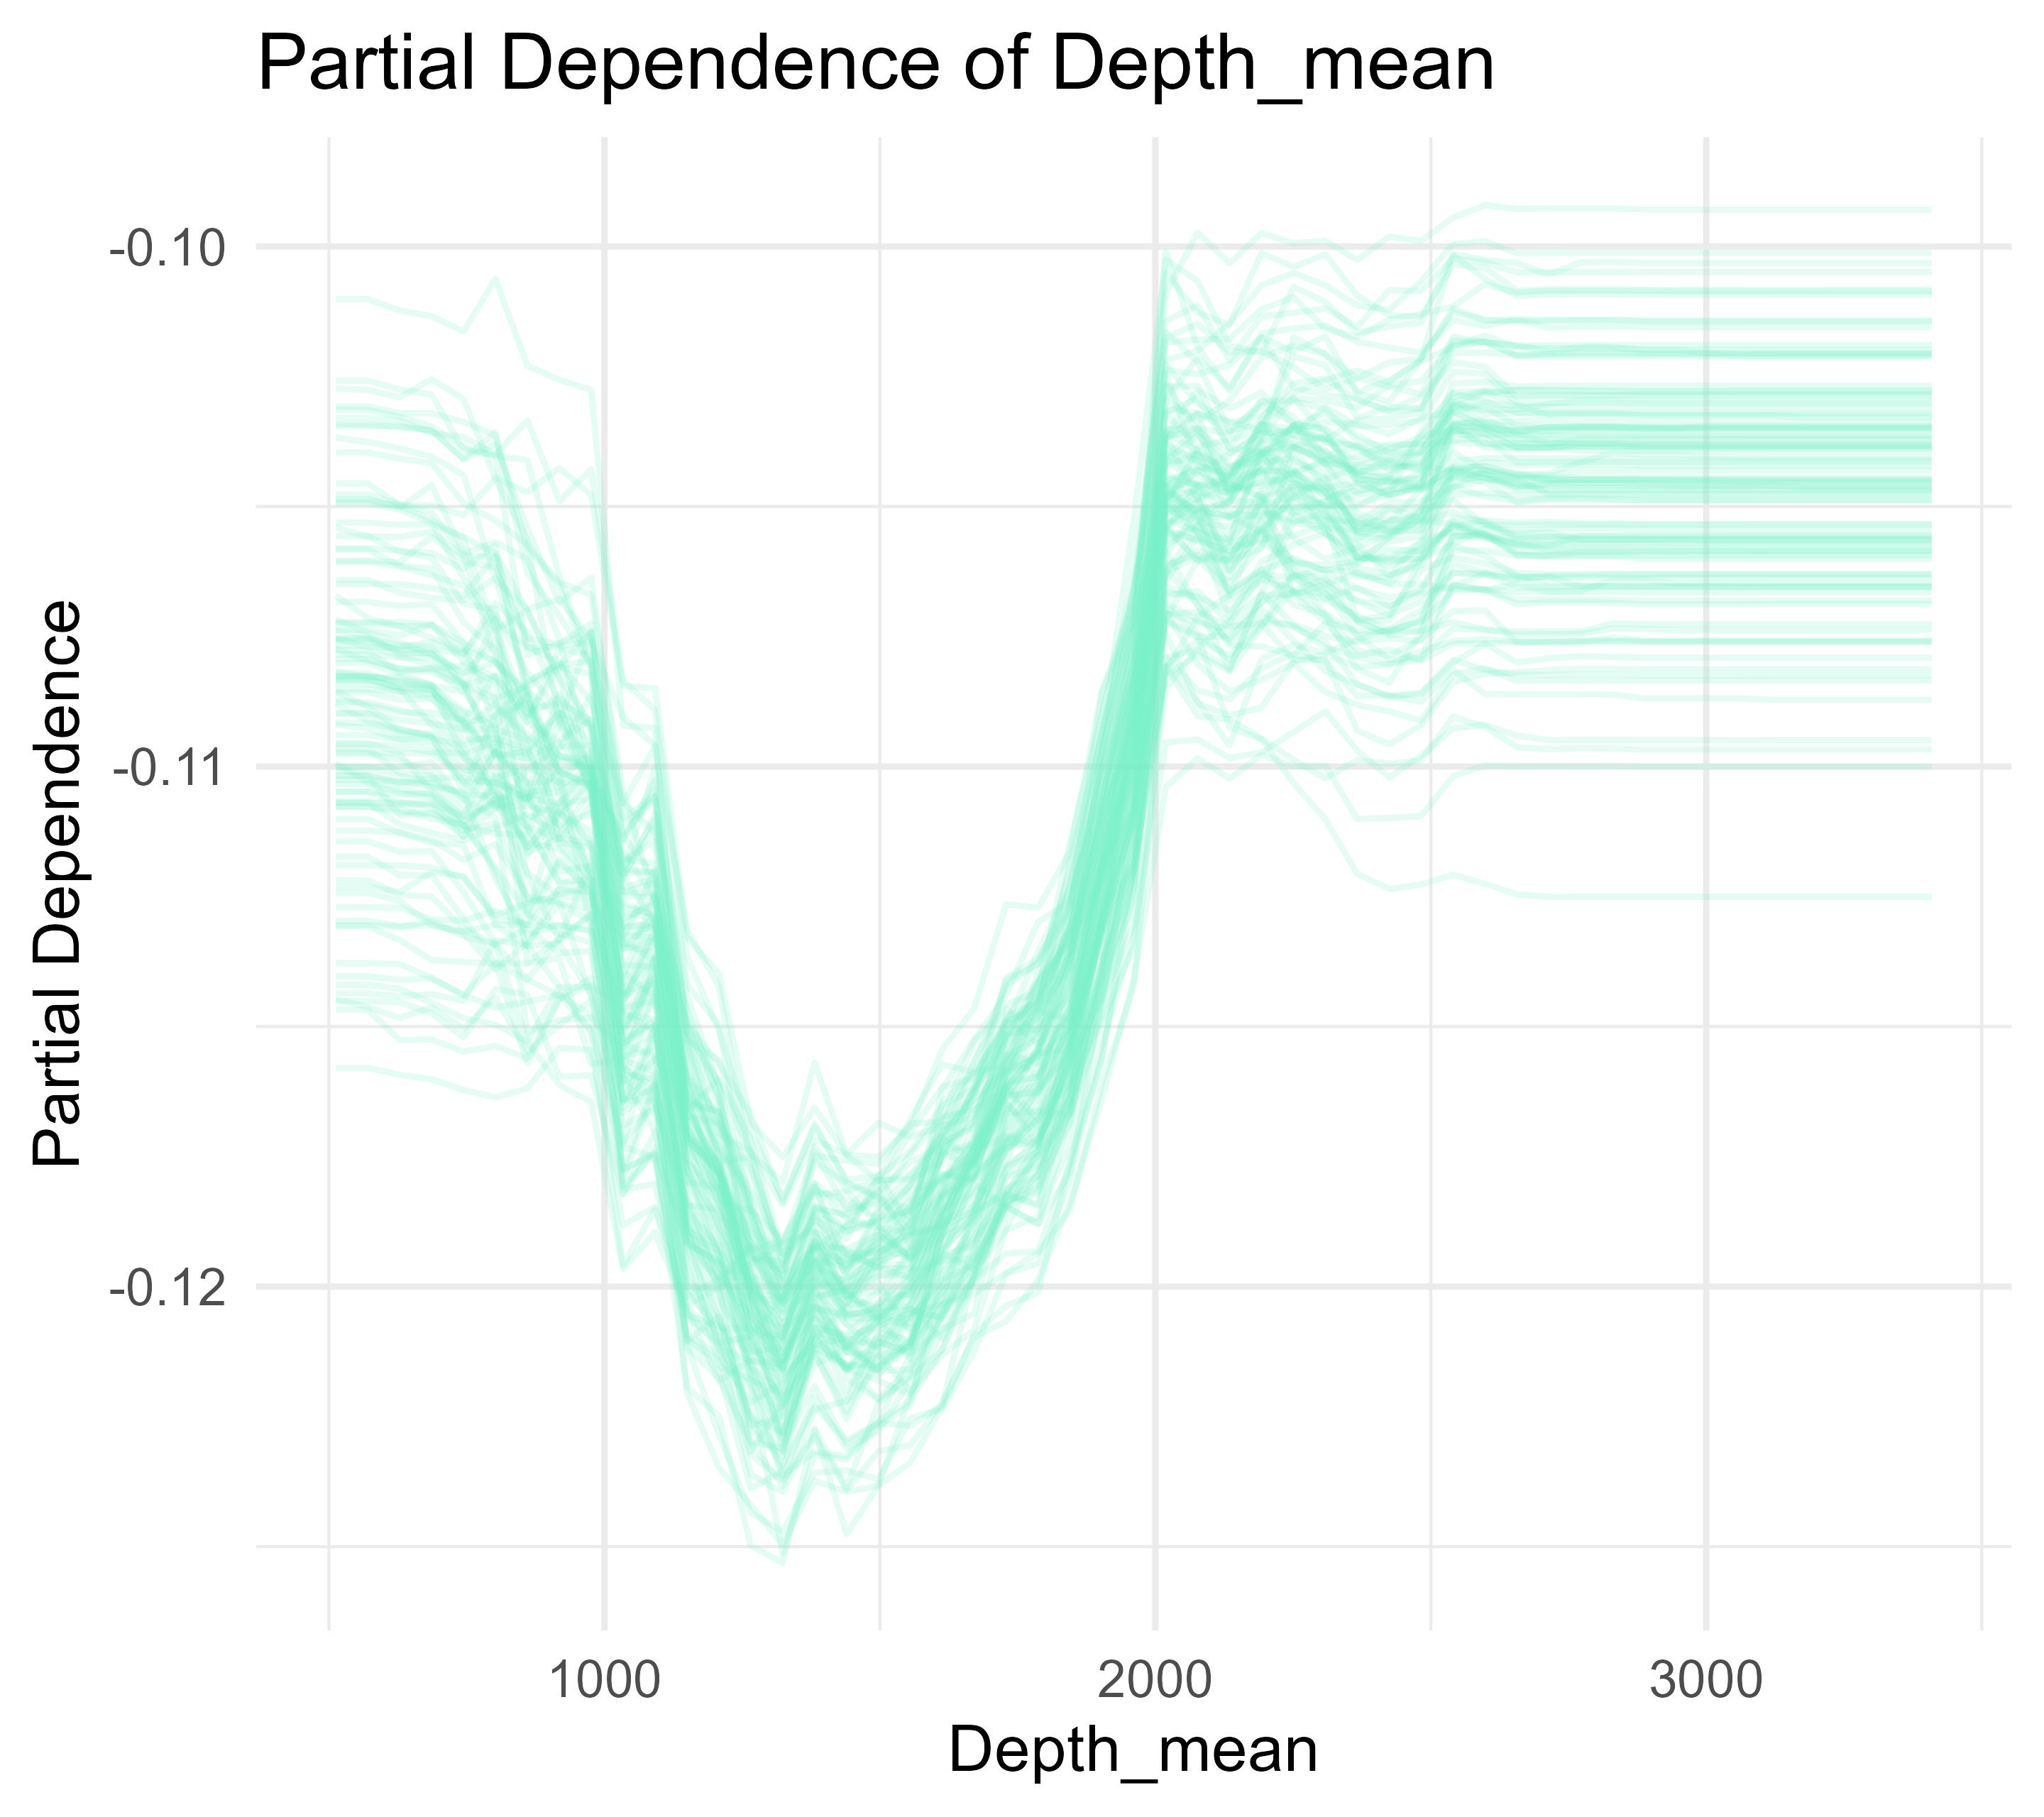 Partial Dependence of Depth_mean
Partial Dependence
-0.10
-0.11
-0.12
1000
2000
3000
Depth_mean